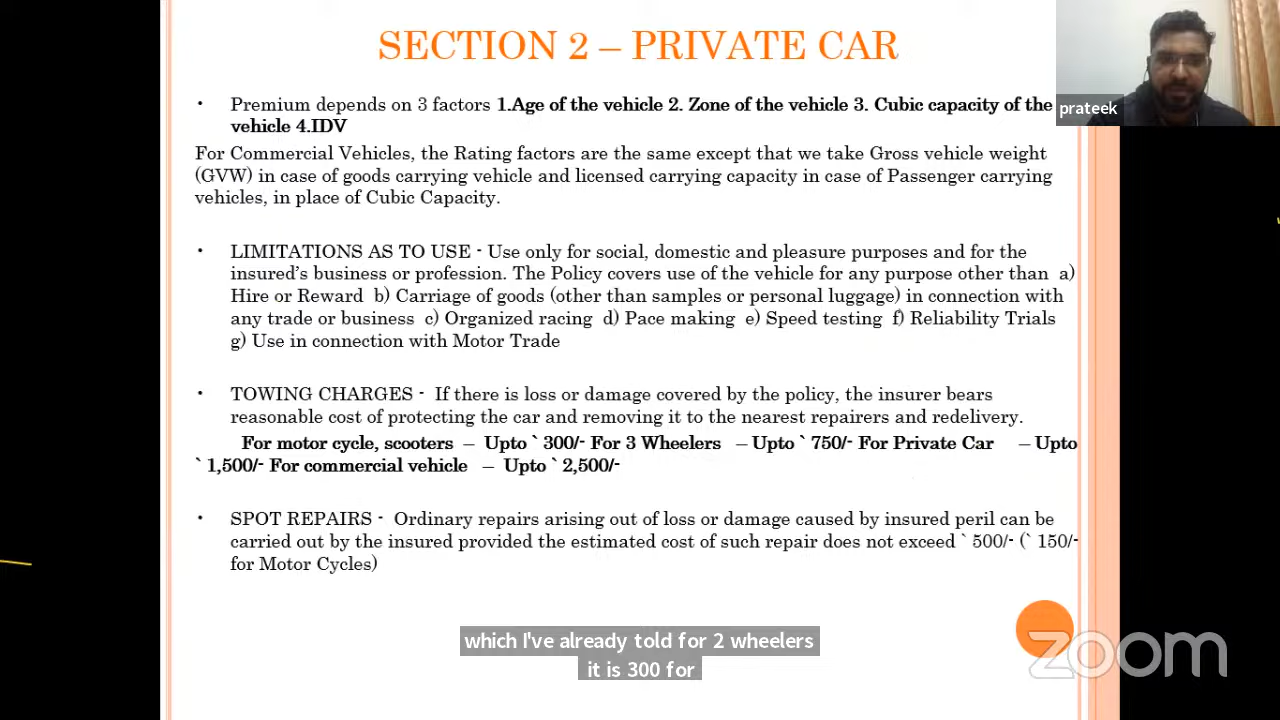 SECTION 2 – PRIVATE CAR
• Premium depends on 3 factors 1.Age of the vehicle 2. Zone of the vehicle 3. Cubic capacity of the
vehicle 4.IDV
For Commercial Vehicles, the Rating factors are the same except that we take Gross vehicle weight
(GVW) in case of goods carrying vehicle and licensed carrying capacity in case of Passenger carrying
vehicles, in place of Cubic Capacity.
• LIMITATIONS AS TO USE - Use only for social, domestic and pleasure purposes and for the
insured's business or profession. The Policy covers use of the vehicle for any purpose other than a)
Hire or Reward b) Carriage of goods (other than samples or personal luggage) in connection with
any trade or business c) Organized racing d) Pace making e) Speed testing f) Reliability Trials
g) Use in connection with Motor Trade
• TOWING CHARGES - If there is loss or damage covered by the policy, the insurer bears
reasonable cost of protecting the car and removing it to the nearest repairers and redelivery.
For motor cycle, scooters – Upto ` 300/- For 3 Wheelers – Upto ` 750/- For Private Car – Upto
` 1,500/- For commercial vehicle – Upto ` 2,500/-
• SPOT REPAIRS - Ordinary repairs arising out of loss or damage caused by insured peril can be
carried out by the insured provided the estimated cost of such repair does not exceed ` 500/- (` 150/-
for Motor Cycles)
prateek
which I've already told for 2 wheelers
it is 300 for
zoom